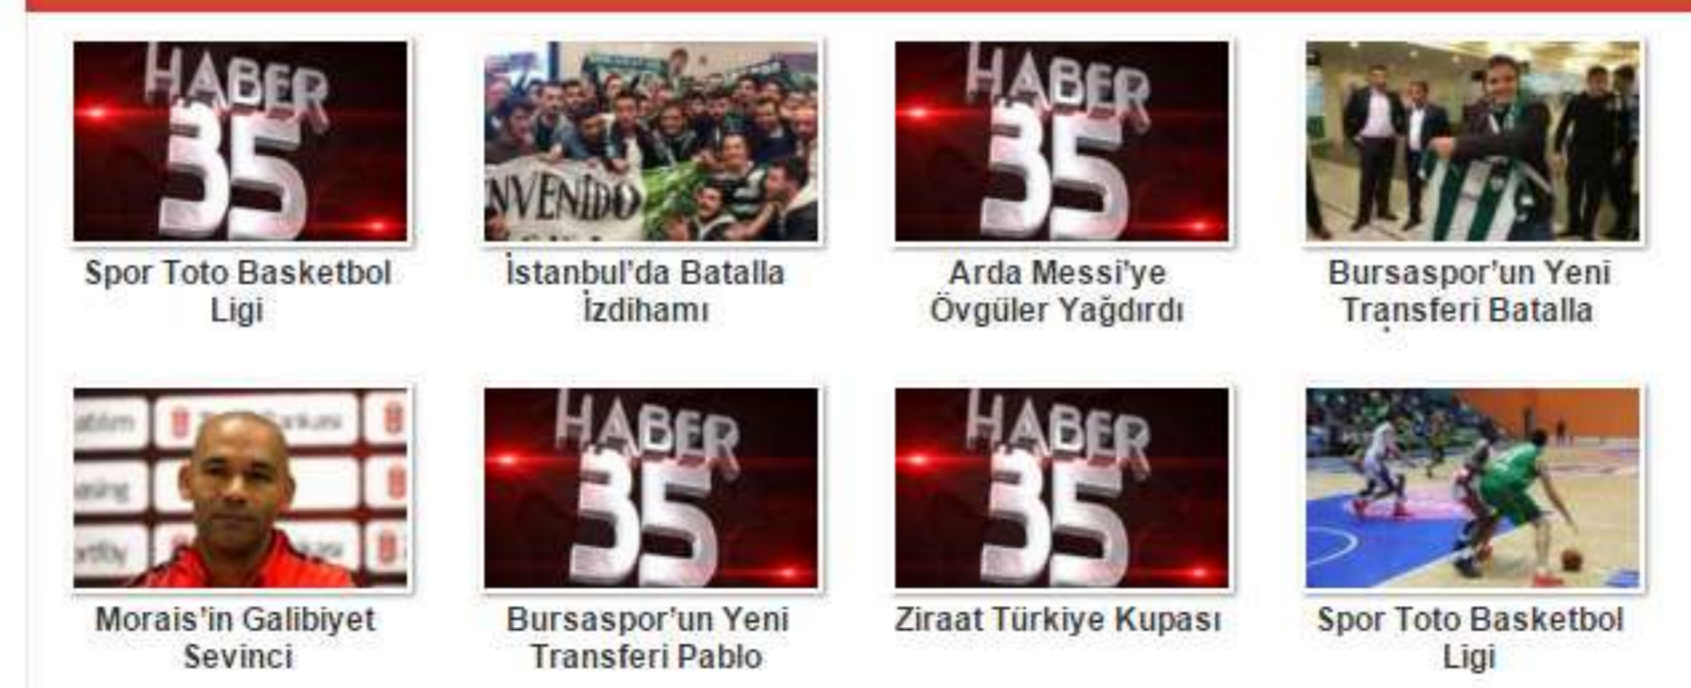 HABER
35
NVENİDO
HABER
35
Spor Toto Basketbol
Ligi
İstanbul'da Batalla
İzdihamı
Arda Messi'ye
Övgüler Yağdırdı
Bursaspor'un Yeni
Transferi Batalla
HABER
35
HABER
35
Morais'in Galibiyet
Sevinci
Bursaspor'un Yeni
Transferi Pablo
Ziraat Türkiye Kupası
Spor Toto Basketbol
Ligi